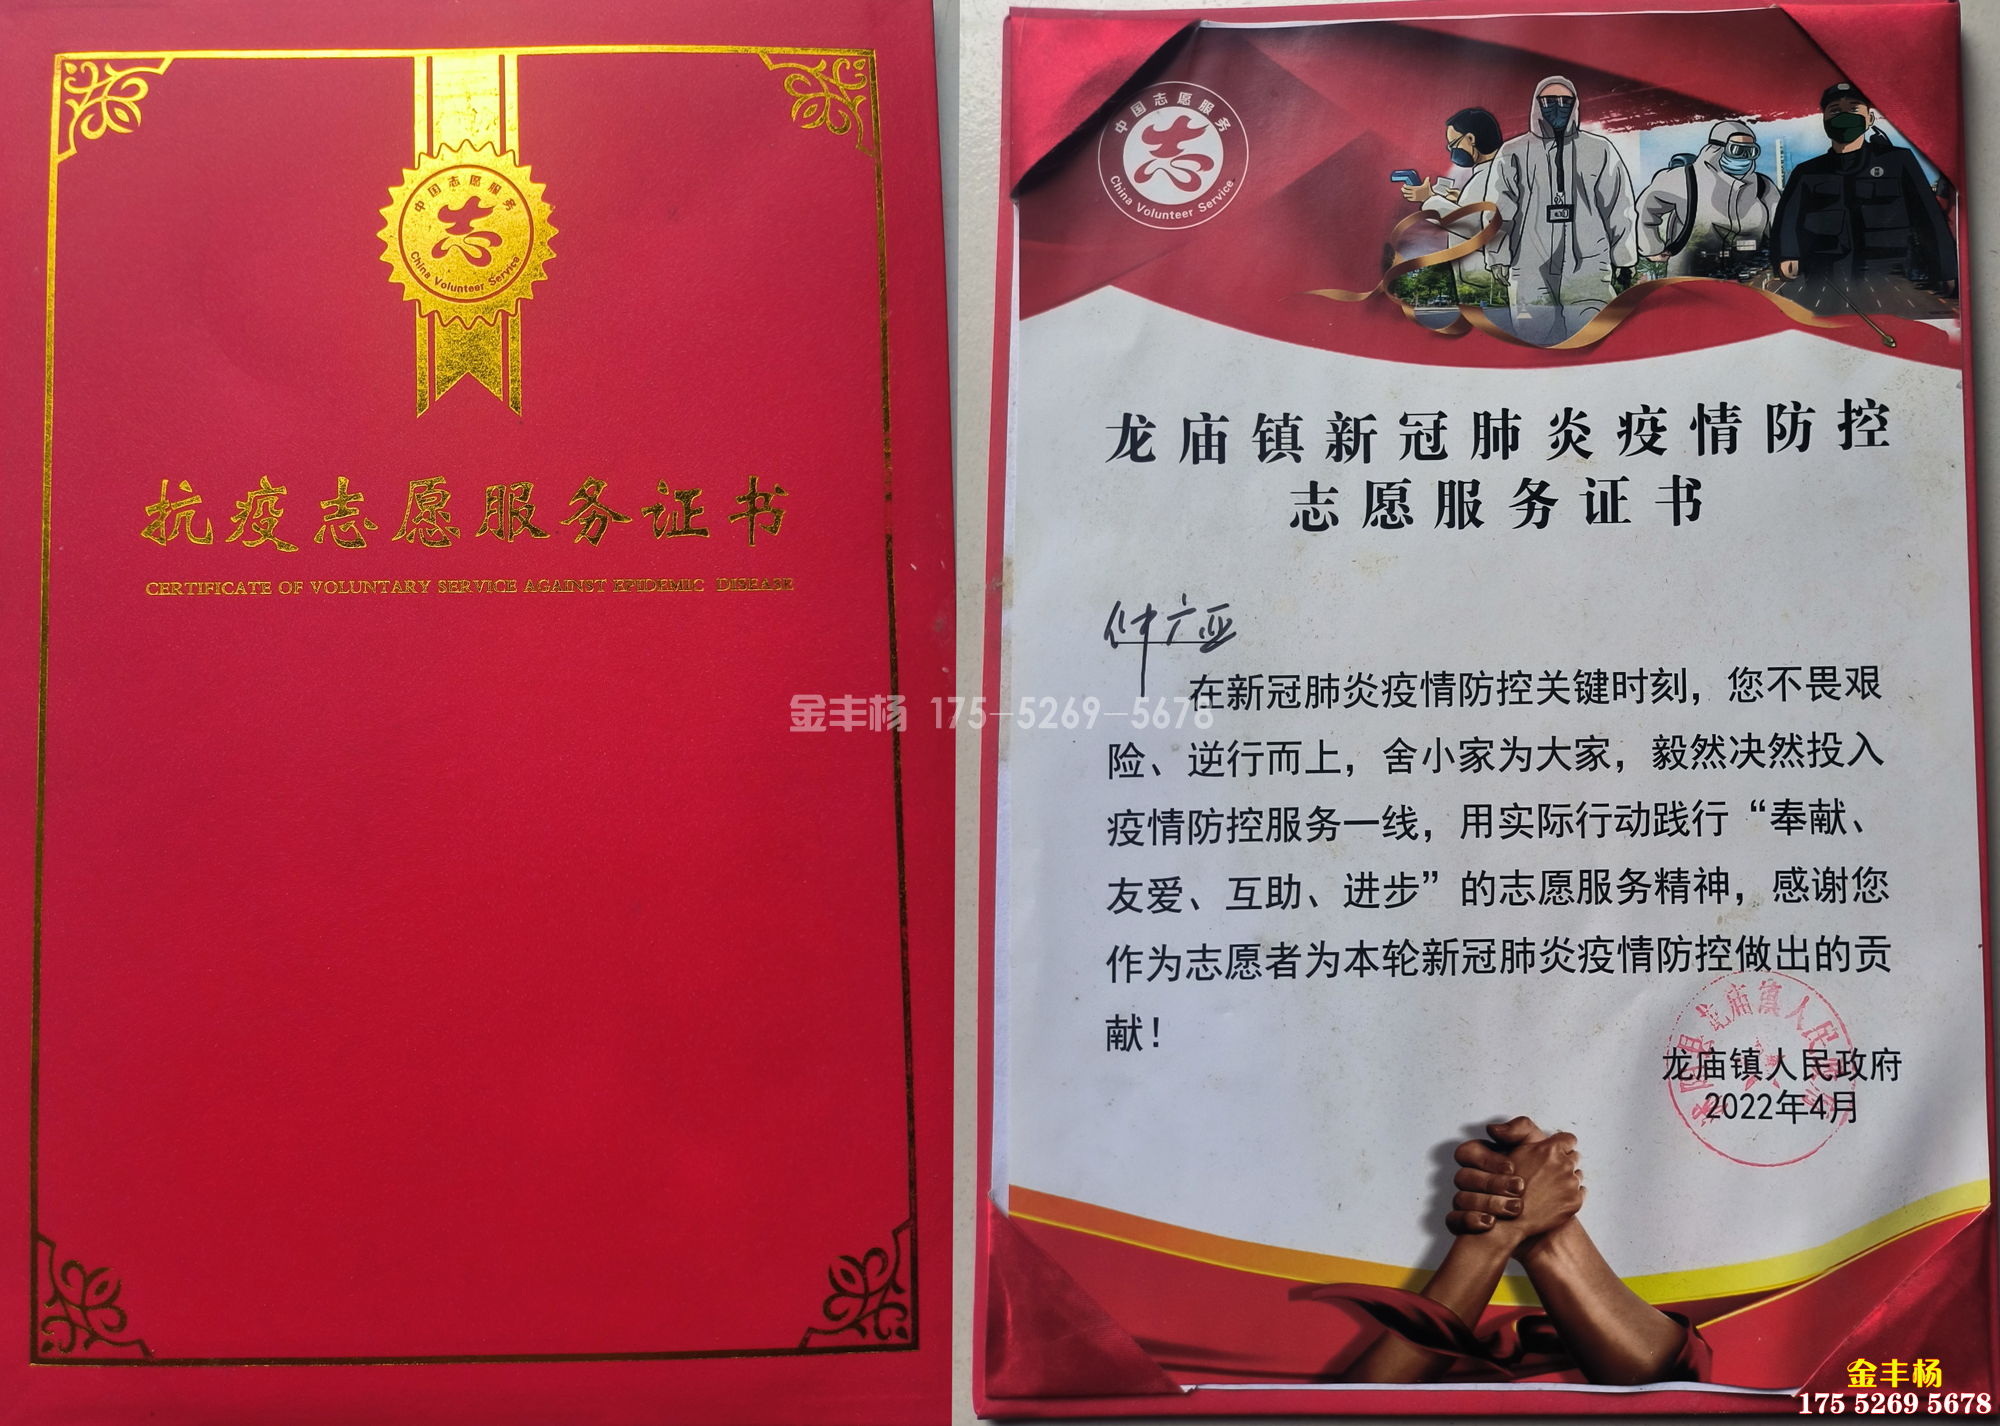 中国志愿服务
志
China Volunteer Service
抗疫志愿服务证书
CERTIFICATE OF VOLUNTARY SERVICE AGAINST EPIDEMIC DISEASE
中国志愿服务
志
China Volunteer Service
龙庙镇新冠肺炎疫情防控
志愿服务证书
仲广亚
在新冠肺炎疫情防控关键时刻，您不畏艰
险、逆行而上，舍小家为大家，毅然决然投入
疫情防控服务一线，用实际行动践行“奉献、
友爱、互助、进步”的志愿服务精神，感谢您
作为志愿者为本轮新冠肺炎疫情防控做出的贡
献！
龙庙镇人民政府
2022年4月
金丰杨 175-5269-5678
金丰杨
175 5269 5678